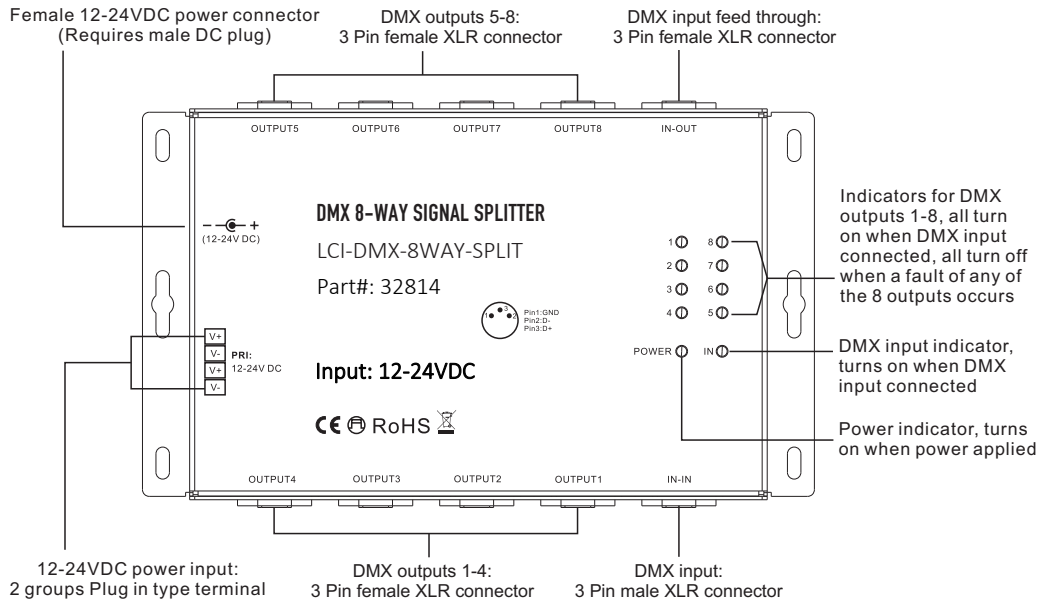 Female 12-24VDC power connector
(Requires male DC plug)
DMX outputs 5-8:
3 Pin female XLR connector
DMX input feed through:
3 Pin female XLR connector
OUTPUT5
OUTPUT6
OUTPUT7
OUTPUT8
IN-OUT
- +
(12-24V DC)
DMX 8-WAY SIGNAL SPLITTER
LCI-DMX-8WAY-SPLIT
Part#: 32814
1 3 2
Pin1:GND
Pin2:D-
Pin3:D+
1 8
2 7
3 6
4 5
POWER IN
Indicators for DMX
outputs 1-8, all turn
on when DMX input
connected, all turn off
when a fault of any of
the 8 outputs occurs
DMX input indicator,
turns on when DMX
input connected
Power indicator, turns
on when power applied
V+
V-
V+
V-
PRI:
12-24V DC
Input: 12-24VDC
CE RoHS
OUTPUT4
OUTPUT3
OUTPUT2
OUTPUT1
IN-IN
12-24VDC power input:
2 groups Plug in type terminal
DMX outputs 1-4:
3 Pin female XLR connector
DMX input:
3 Pin male XLR connector